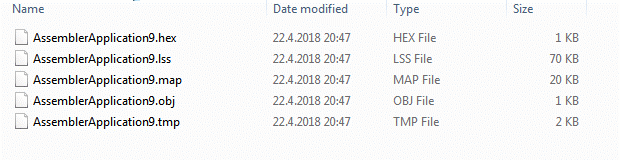 Name Date modified Type Size
AssemblerApplication9.hex 22.4.2018 20:47 HEX File 1 KB
AssemblerApplication9.lss 22.4.2018 20:47 LSS File 70 KB
AssemblerApplication9.map 22.4.2018 20:47 MAP File 20 KB
AssemblerApplication9.obj 22.4.2018 20:47 OBJ File 1 KB
AssemblerApplication9.tmp 22.4.2018 20:47 TMP File 2 KB